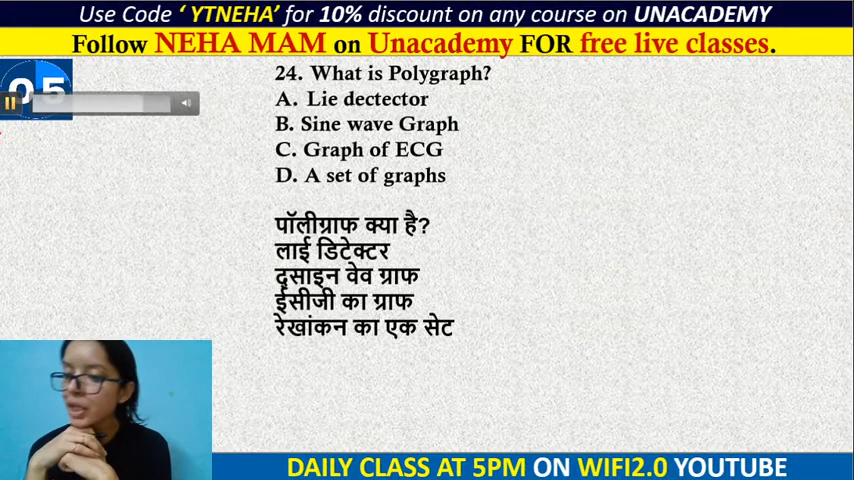 Use Code ‘ YTNEHA’ for 10% discount on any course on UNACADEMY
Follow NEHA MAM on Unacademy FOR free live classes.
05
24. What is Polygraph?
A. Lie dectector
B. Sine wave Graph
C. Graph of ECG
D. A set of graphs
पॉलीग्राफ क्या है?
लाई डिटेक्टर
द्साइन वेव ग्राफ
ईसीजी का ग्राफ
रेखांकन का एक सेट
DAILY CLASS AT 5PM ON WIFI2.0 YOUTUBE